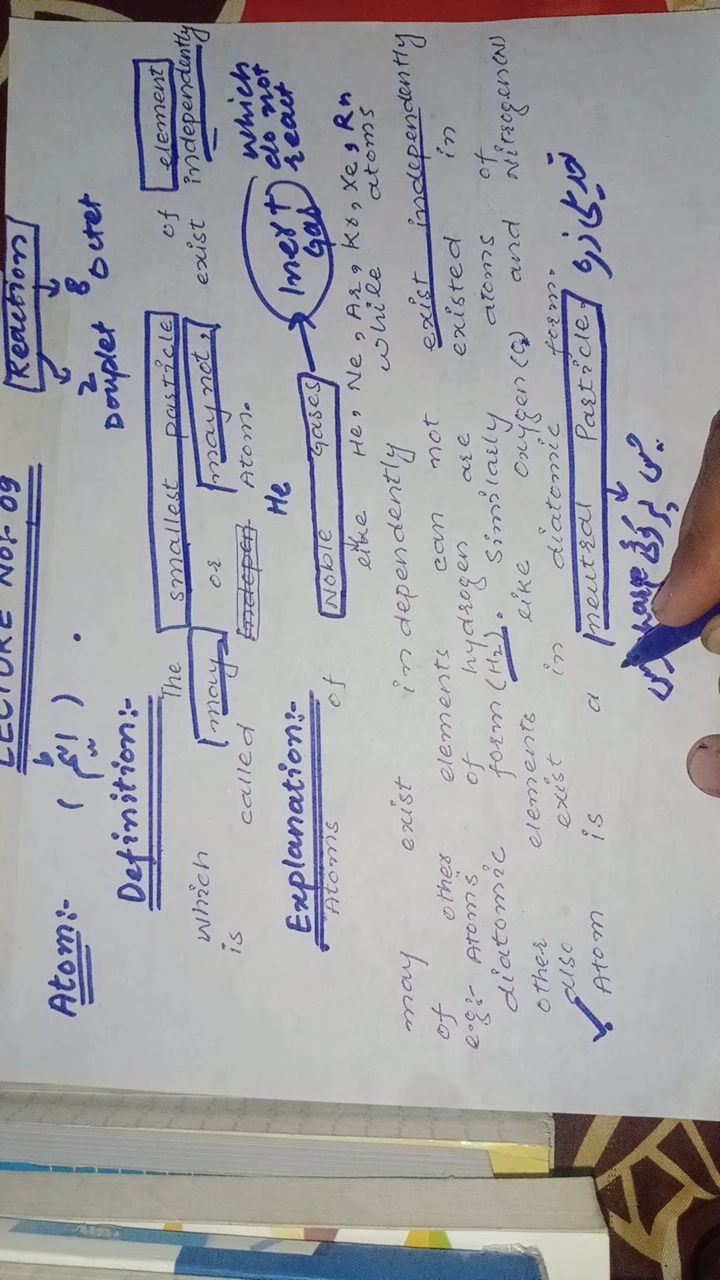 LECTURE NO:- 09
Reaction
2 8
Douplet Octet
Atom:-
Definition:-
The smallest particle of element
which may or may not, exist independently
is called Atom.
He
Inert Gas which do not react
Explanation:-
Atoms of Noble Gases
like He, Ne, Ar, Kr, Xe, Rn
may exist independently while atoms
of other elements can not exist independently
e.g:- Atoms of hydrogen are existed in
diatomic form (H2). Similarly atoms of
other elements like oxygen (O2) and Nitrogen (N)
also exist in diatomic form.
Atom is a neutral Particle.